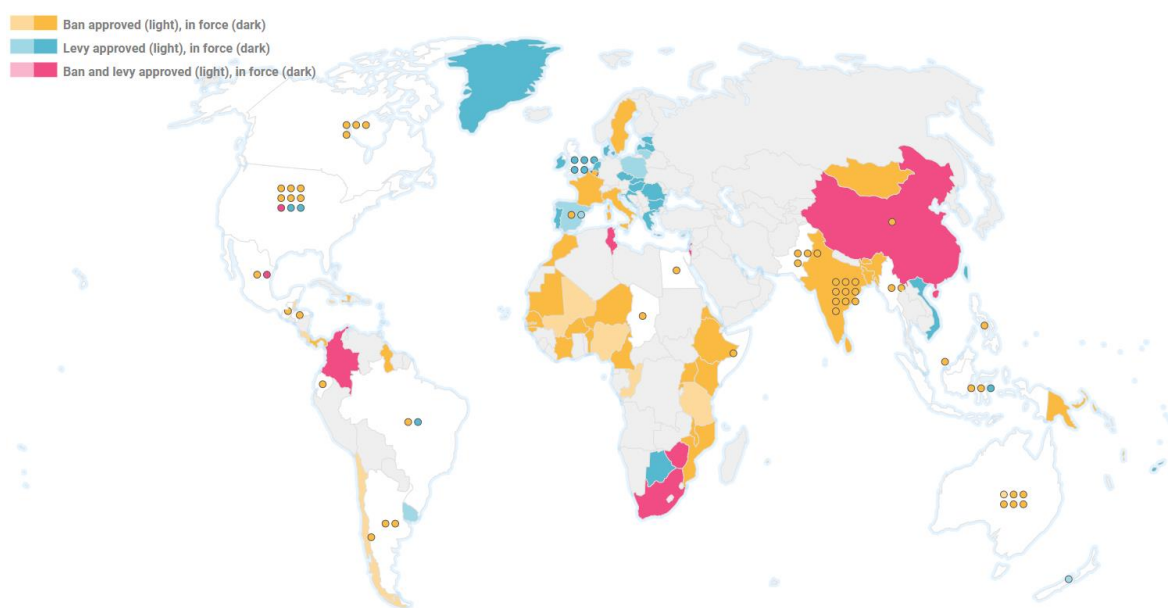 Ban approved (light), in force (dark)
Levy approved (light), in force (dark)
Ban and levy approved (light), in force (dark)